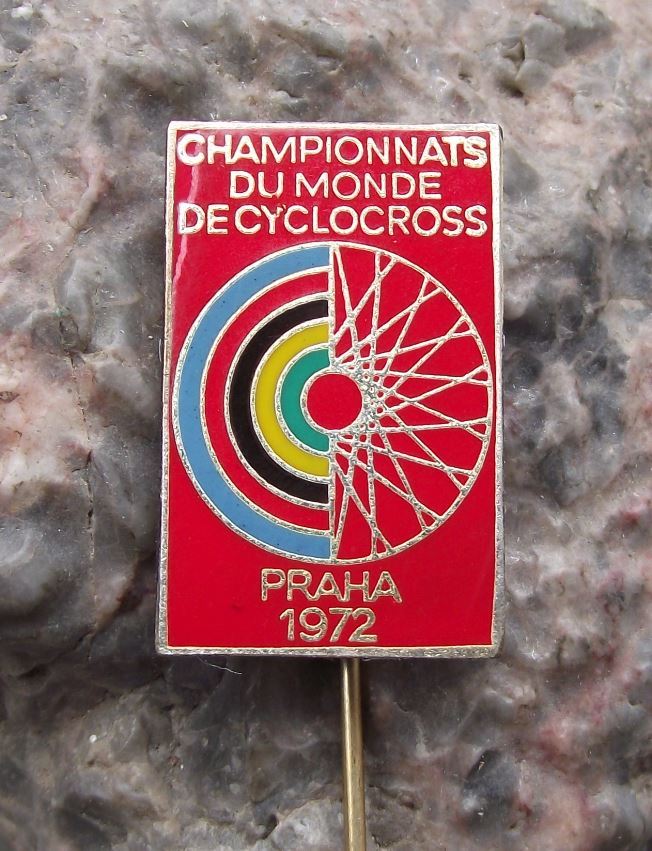 CHAMPIONNATS
DU MONDE
DE CYCLOCROSS
PRAHA
1972